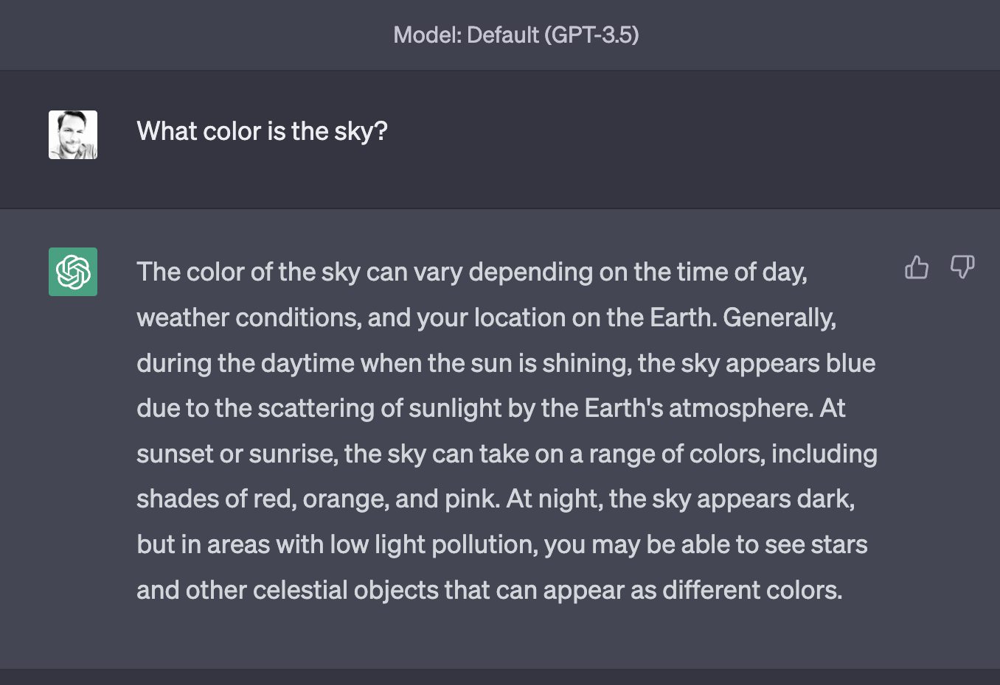 Model: Default (GPT-3.5)
What color is the sky?
The color of the sky can vary depending on the time of day,
weather conditions, and your location on the Earth. Generally,
during the daytime when the sun is shining, the sky appears blue
due to the scattering of sunlight by the Earth's atmosphere. At
sunset or sunrise, the sky can take on a range of colors, including
shades of red, orange, and pink. At night, the sky appears dark,
but in areas with low light pollution, you may be able to see stars
and other celestial objects that can appear as different colors.